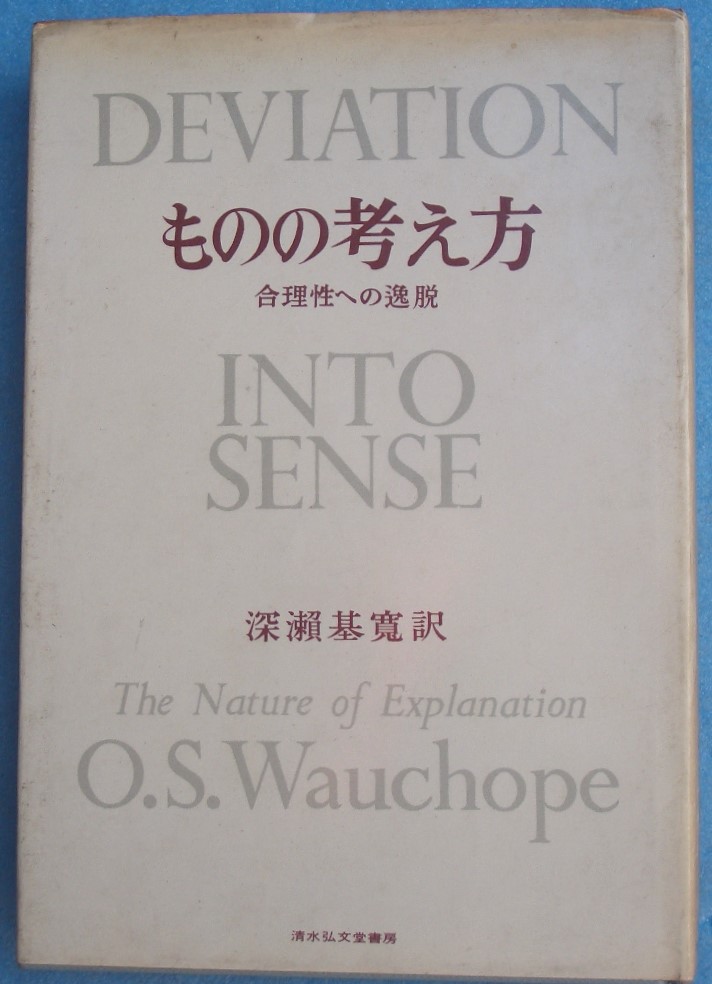 DEVIATION
ものの考え方
合理性への逸脱
INTO
SENSE
深瀬基寛訳
The Nature of Explanation
O.S.Wauchope
清水弘文堂書房